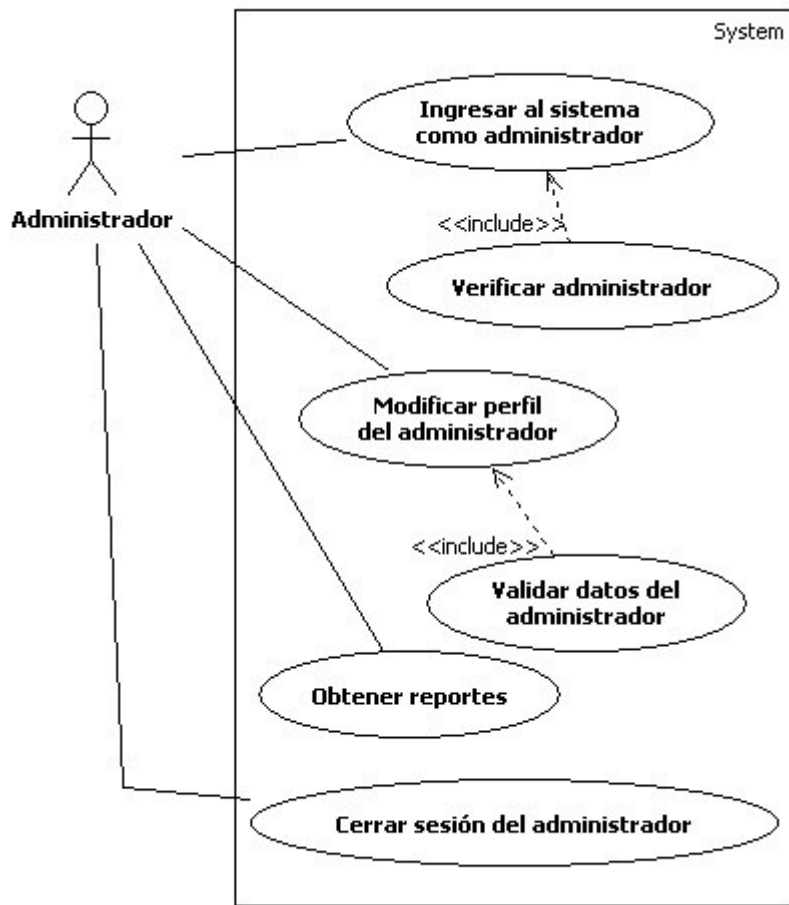 System
Ingresar al sistema
como administrador
Administrador
<<include>>
Verificar administrador
Modificar perfil
del administrador
<<include>>
Validar datos del
administrador
Obtener reportes
Cerrar sesión del administrador